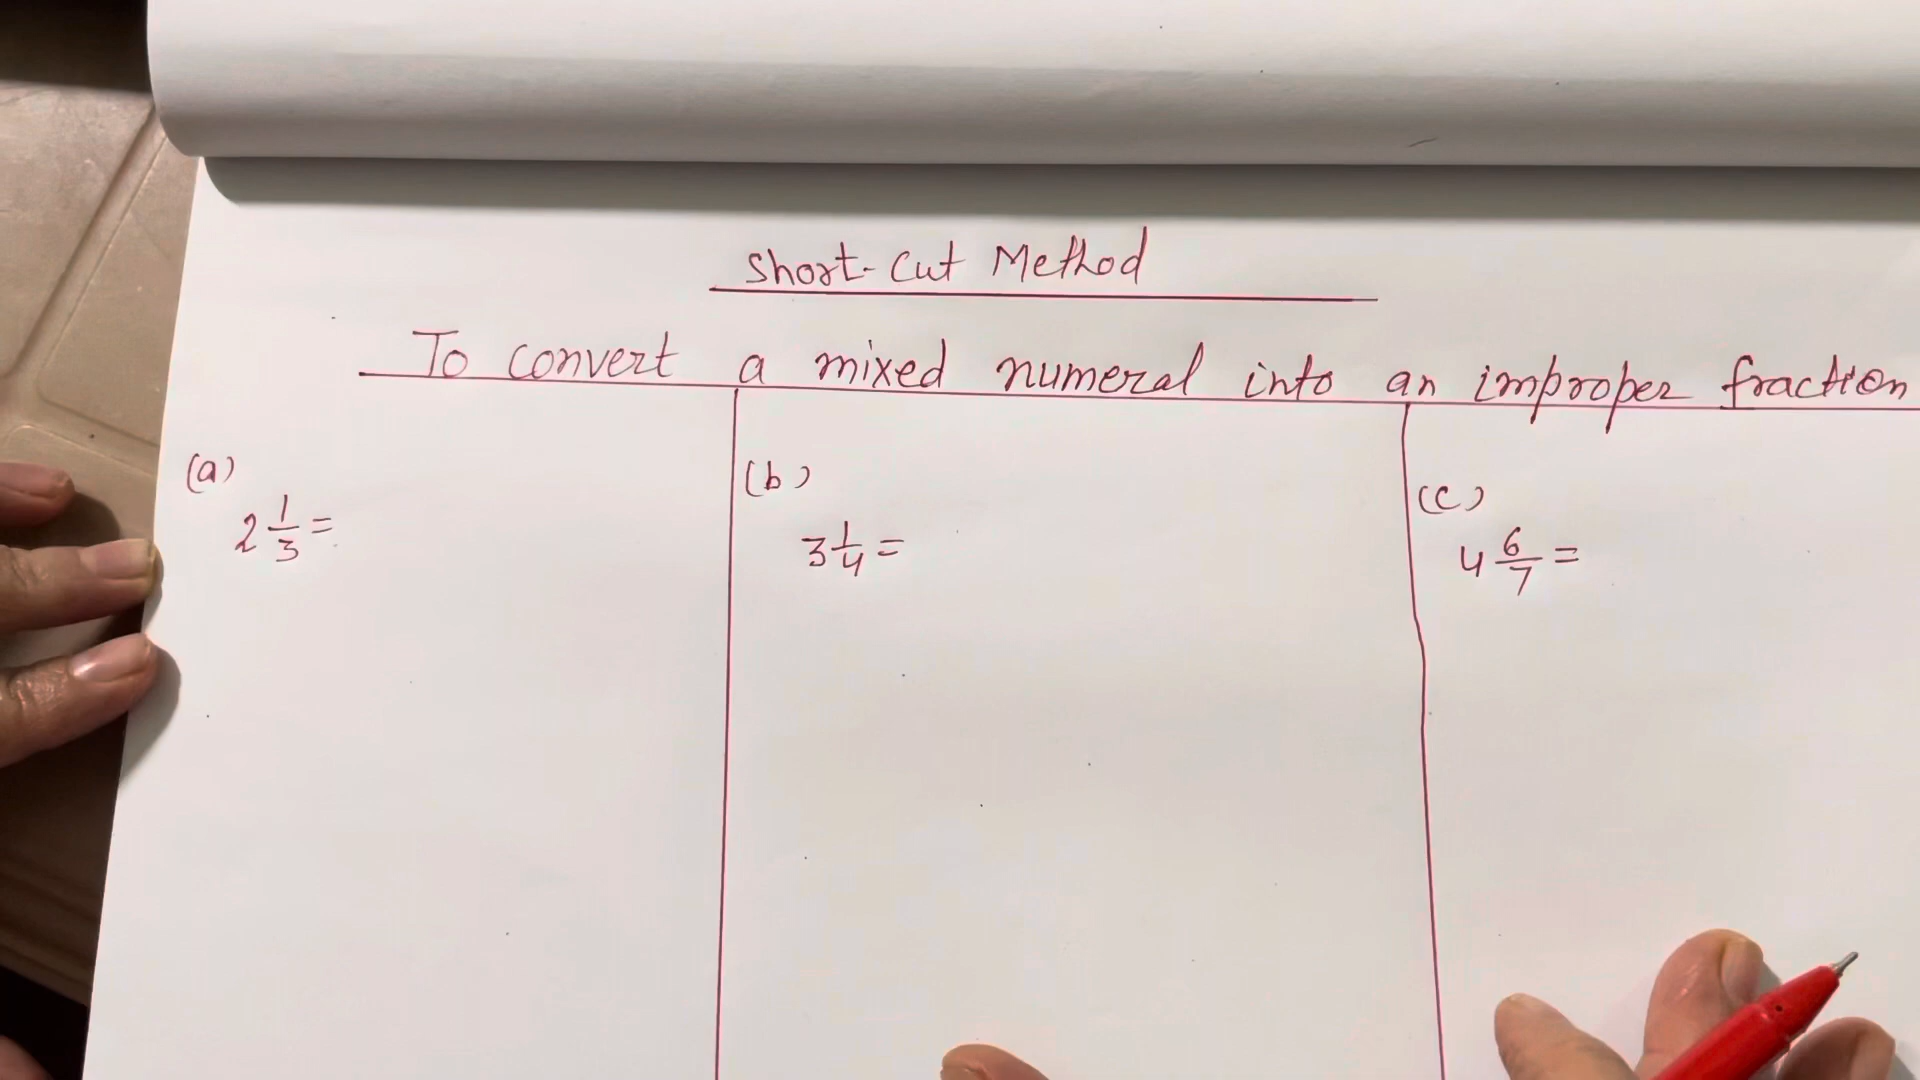 Short-Cut Method
To convert a mixed numeral into an improper fraction
(a)
2 1/3 =
(b)
3 1/4 =
(c)
4 6/7 =